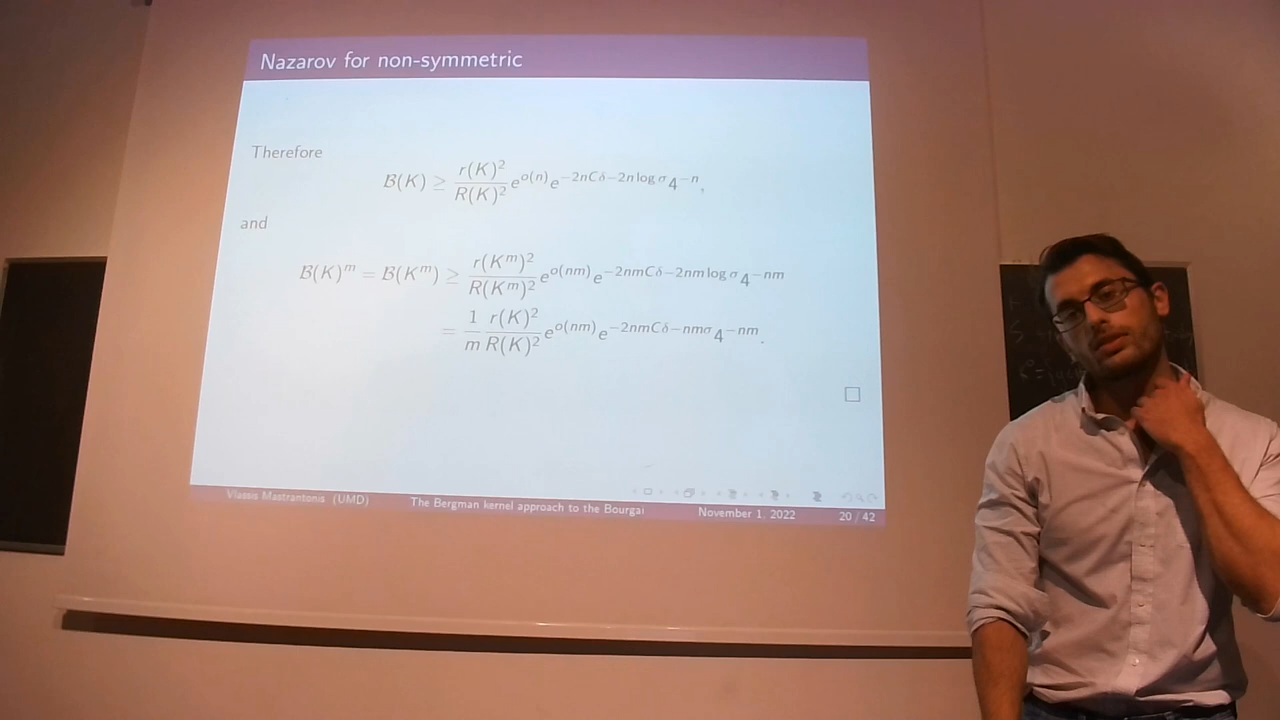 Nazarov for non-symmetric
Therefore
B(K) ≥ r(K)²/R(K)² e^{o(n)} e^{−2nCδ−2n log σ} 4^{−n},
and
B(K)^m = B(K^m) ≥ r(K^m)²/R(K^m)² e^{o(nm)} e^{−2nmCδ−2nm log σ} 4^{−nm}
= 1/m r(K)²/R(K)² e^{o(nm)} e^{−2nmCδ−nmσ} 4^{−nm}.
□
Vlassis Mastrantonis (UMD) The Bergman kernel approach to the Bourgai November 1, 2022 20 / 42